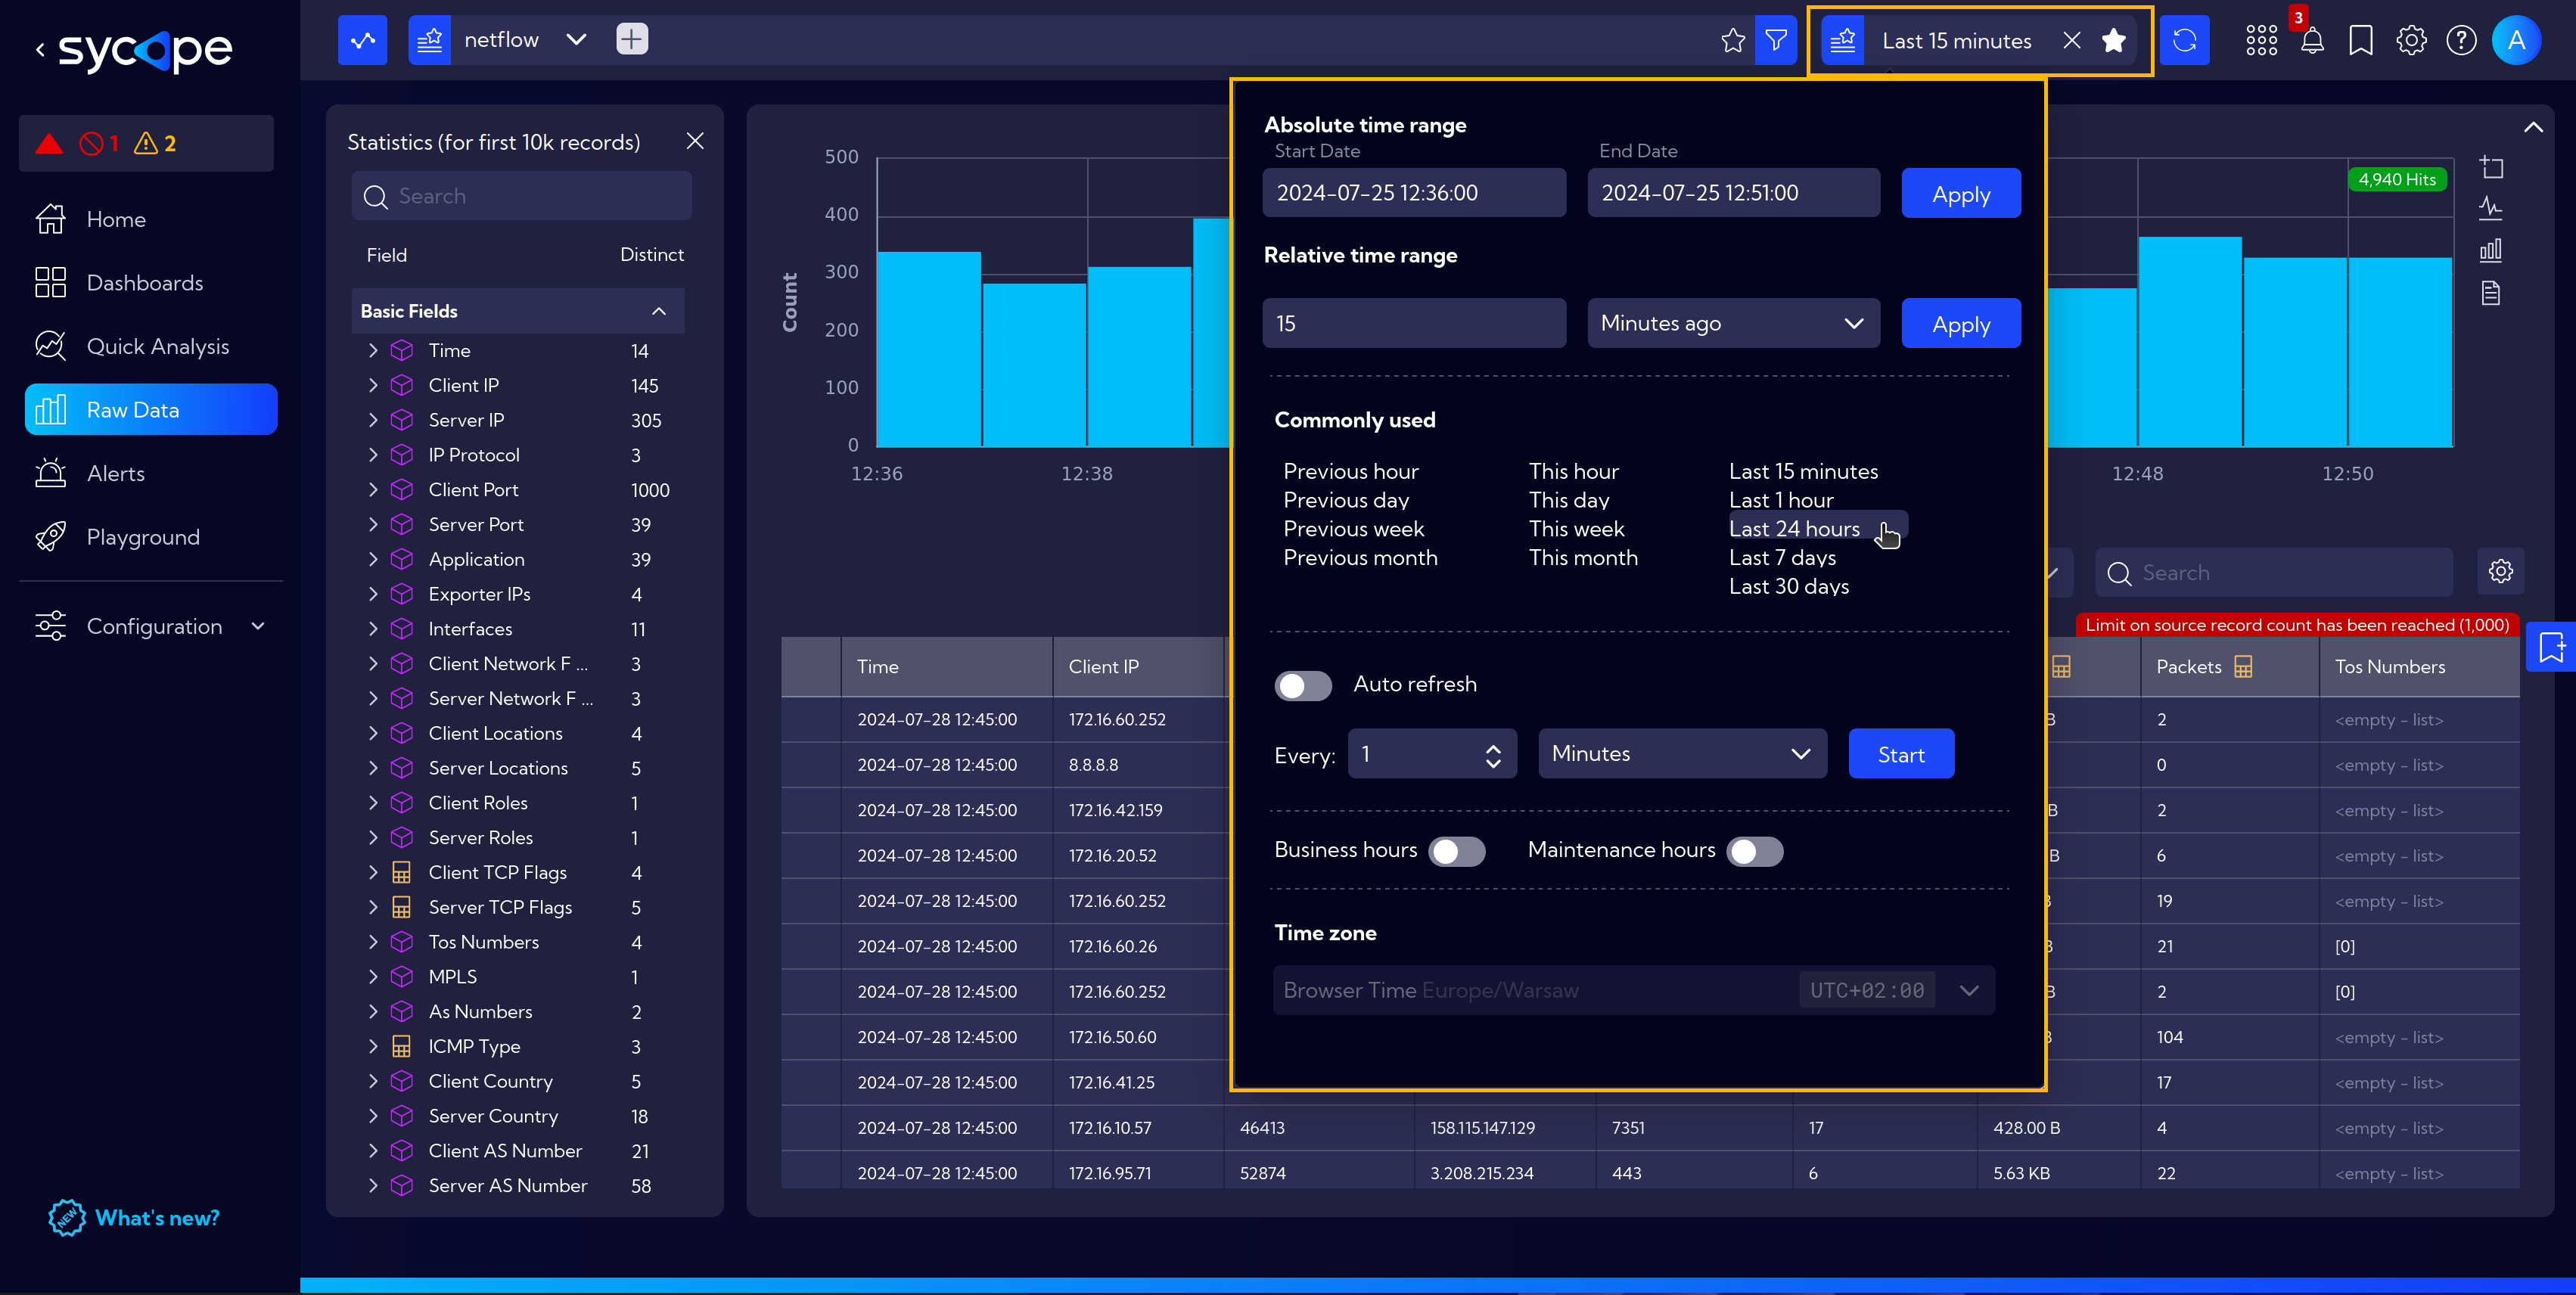 sycope
netflow
Last 15 minutes
3
A
1 2
Home
Dashboards
Quick Analysis
Raw Data
Alerts
Playground
Configuration
NEW What's new?
Statistics (for first 10k records)
Search
Field Distinct
Basic Fields
Time 14
Client IP 145
Server IP 305
IP Protocol 3
Client Port 1000
Server Port 39
Application 39
Exporter IPs 4
Interfaces 11
Client Network F ... 3
Server Network F ... 3
Client Locations 4
Server Locations 5
Client Roles 1
Server Roles 1
Client TCP Flags 4
Server TCP Flags 5
Tos Numbers 4
MPLS 1
As Numbers 2
ICMP Type 3
Client Country 5
Server Country 18
Client AS Number 21
Server AS Number 58
Count
500
400
300
200
100
0
12:36 12:38 12:48 12:50
4,940 Hits
Absolute time range
Start Date End Date
2024-07-25 12:36:00 2024-07-25 12:51:00 Apply
Relative time range
15 Minutes ago Apply
Commonly used
Previous hour This hour Last 15 minutes
Previous day This day Last 1 hour
Previous week This week Last 24 hours
Previous month This month Last 7 days
Last 30 days
Auto refresh
Every: 1 Minutes Start
Business hours Maintenance hours
Time zone
Browser Time Europe/Warsaw UTC+02:00
Search
Limit on source record count has been reached (1,000)
Time Client IP Packets Tos Numbers
2024-07-28 12:45:00 172.16.60.252 B 2 <empty - list>
2024-07-28 12:45:00 8.8.8.8 0 <empty - list>
2024-07-28 12:45:00 172.16.42.159 B 2 <empty - list>
2024-07-28 12:45:00 172.16.20.52 B 6 <empty - list>
2024-07-28 12:45:00 172.16.60.252 B 19 <empty - list>
2024-07-28 12:45:00 172.16.60.26 B 21 [0]
2024-07-28 12:45:00 172.16.60.252 B 2 [0]
2024-07-28 12:45:00 172.16.50.60 B 104 <empty - list>
2024-07-28 12:45:00 172.16.41.25 17 <empty - list>
2024-07-28 12:45:00 172.16.10.57 46413 158.115.147.129 7351 17 428.00 B 4 <empty - list>
2024-07-28 12:45:00 172.16.95.71 52874 3.208.215.234 443 6 5.63 KB 22 <empty - list>